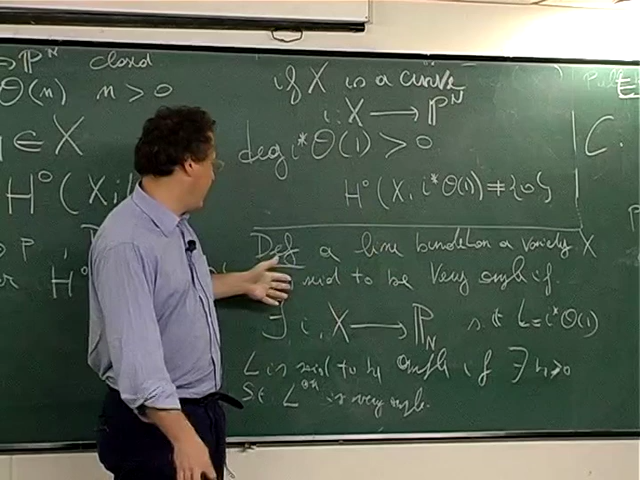 ℙ^N closed
O(n) n > 0
∈ X
H⁰(X, i
H⁰
if X is a curve
i: X ⟶ ℙ^N
deg i*O(1) > 0
H⁰(X, i*O(1)) ≠ {0}
Def a line bundle on a variety X
said to be very ample if
∃ i, X ⟶ ℙ_N s.t L = i*O(1)
L is said to be ample if ∃ n>0
s.t. L^⊗n is very ample.
C.